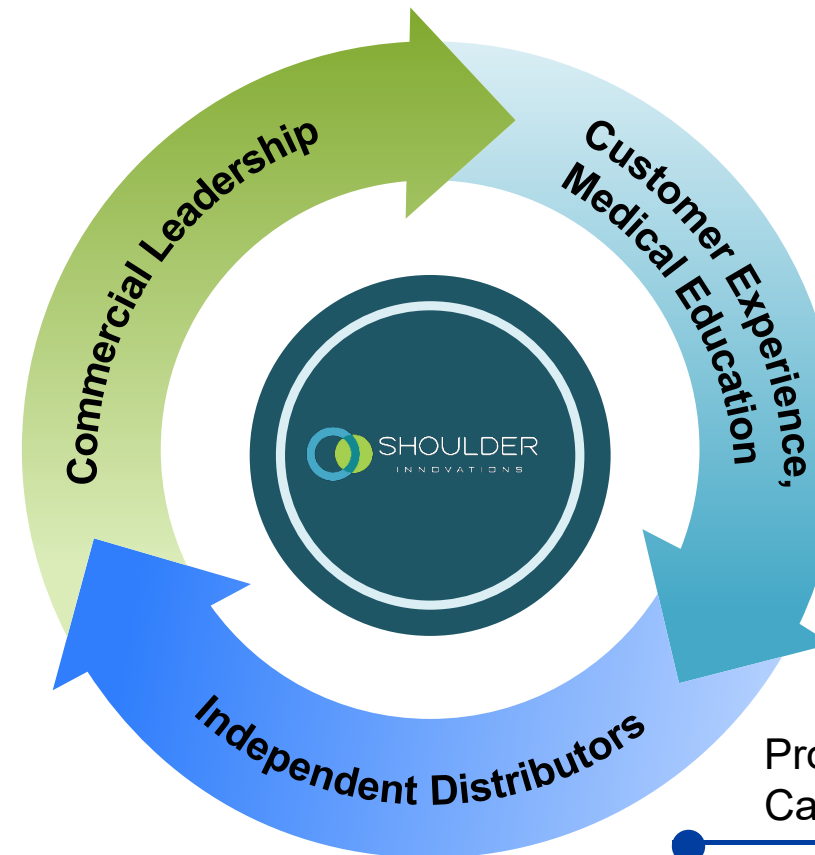 Commercial Leadership
Customer Experience,
Medical Education
SHOULDER
INNOVATIONS
Independent Distributors